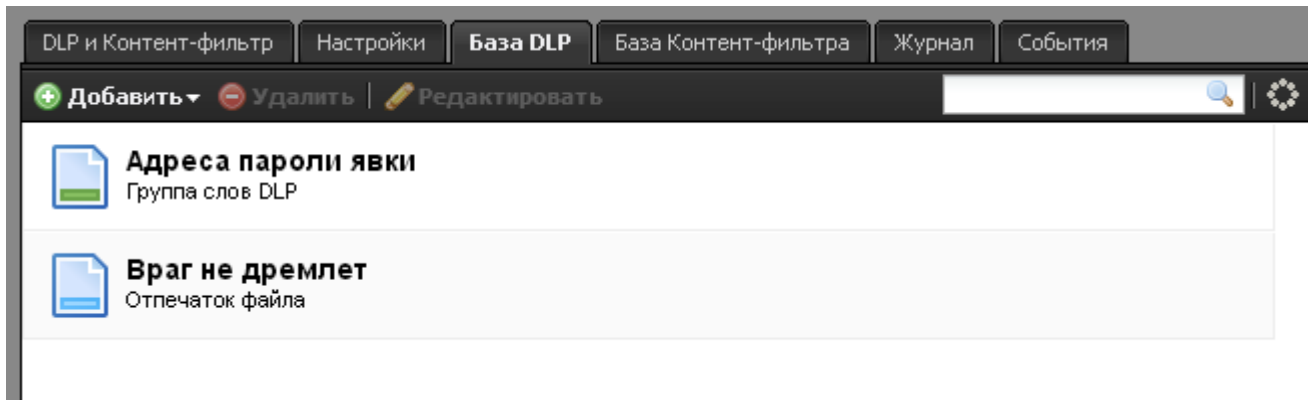 DLP и Контент-фильтр Настройки База DLP База Контент-фильтра Журнал События
Добавить Удалить Редактировать
Адреса пароли явки
Группа слов DLP
Враг не дремлет
Отпечаток файла